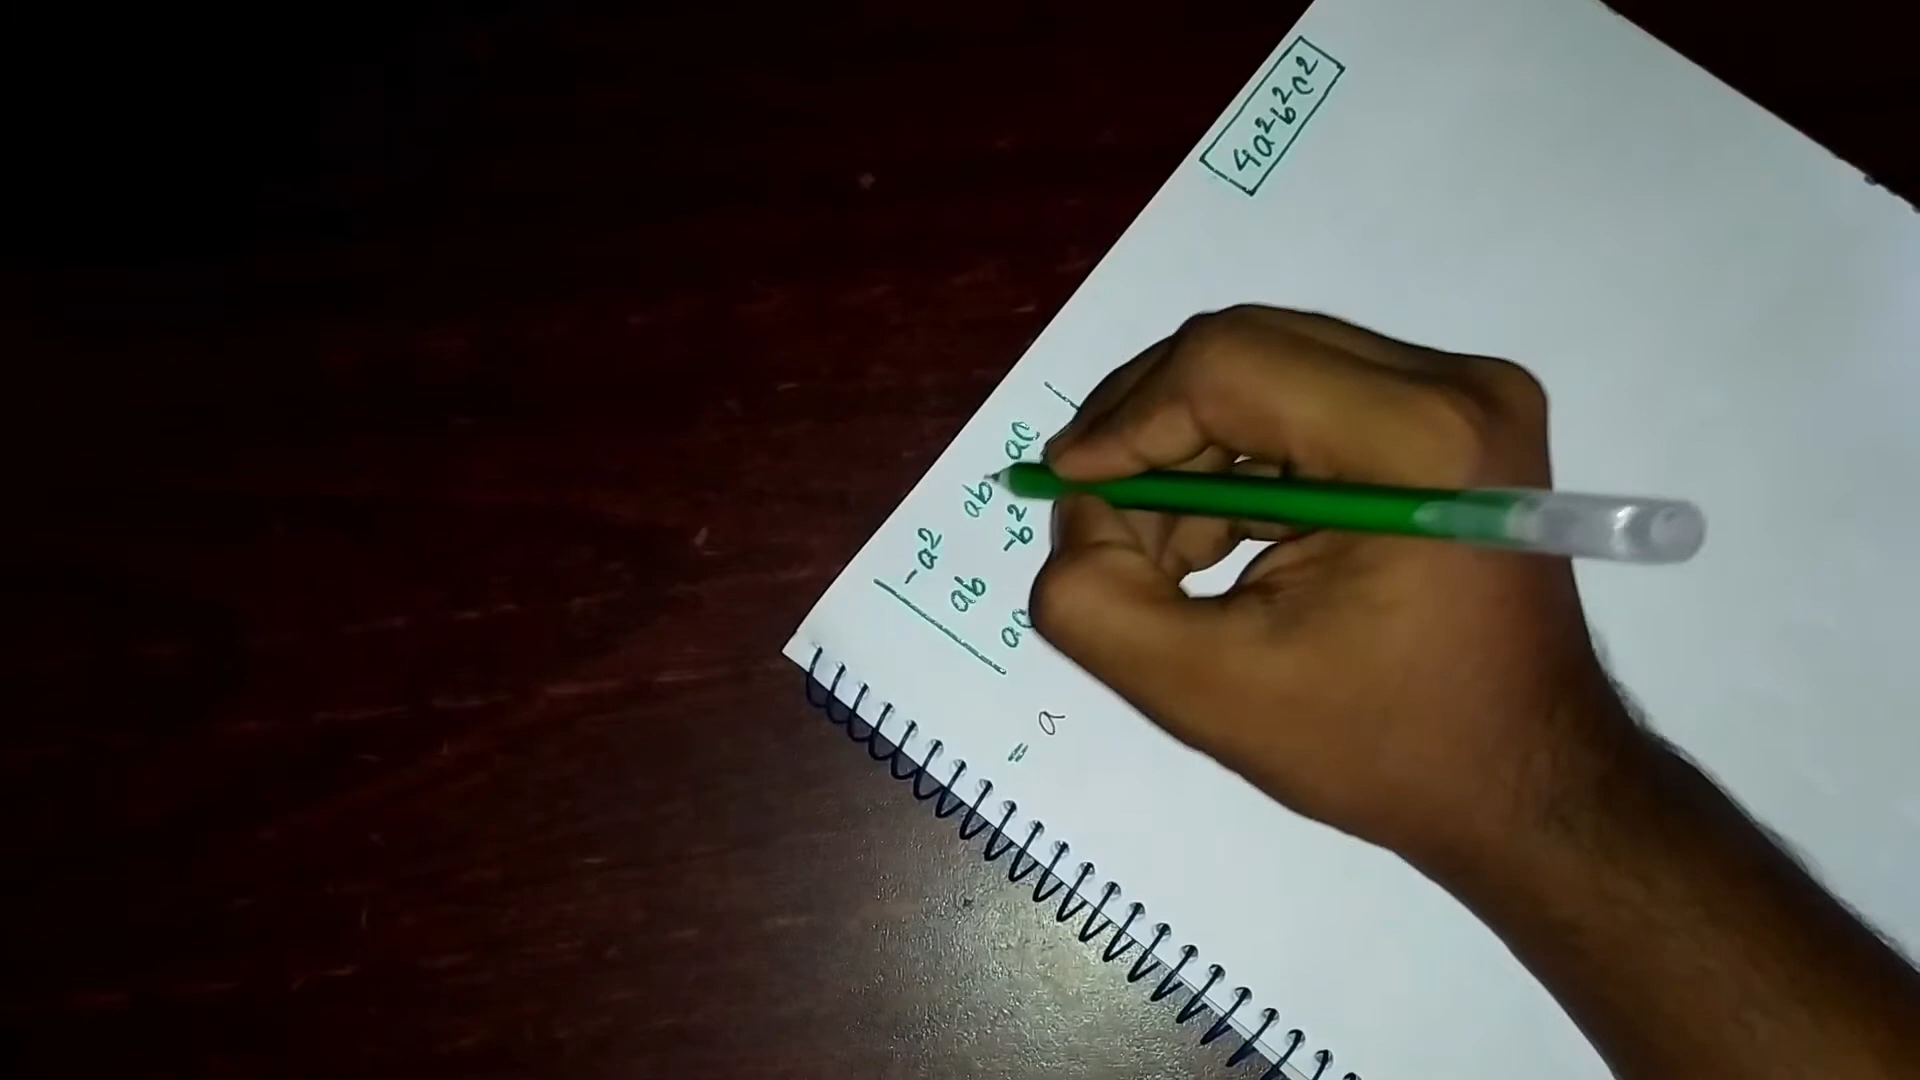 -a² ab ac
ab -b²
ac
= a
4a²b²c²